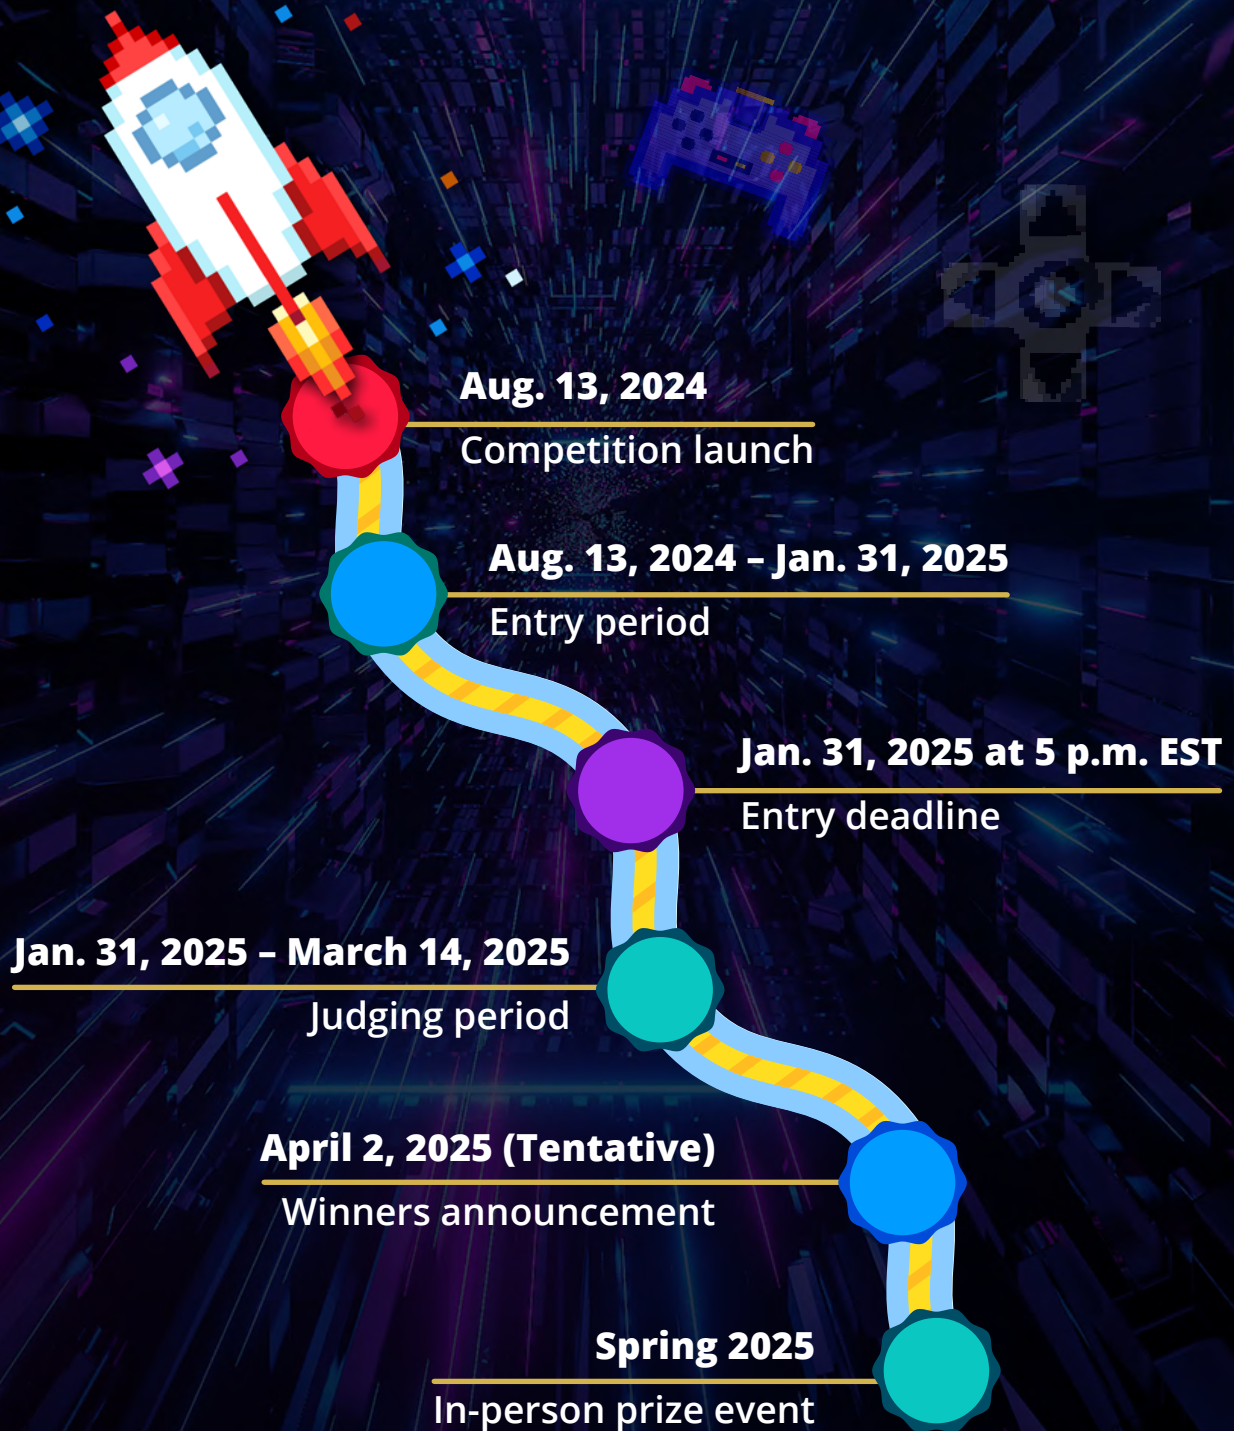 Aug. 13, 2024
Competition launch
Aug. 13, 2024 – Jan. 31, 2025
Entry period
Jan. 31, 2025 at 5 p.m. EST
Entry deadline
Jan. 31, 2025 – March 14, 2025
Judging period
April 2, 2025 (Tentative)
Winners announcement
Spring 2025
In-person prize event